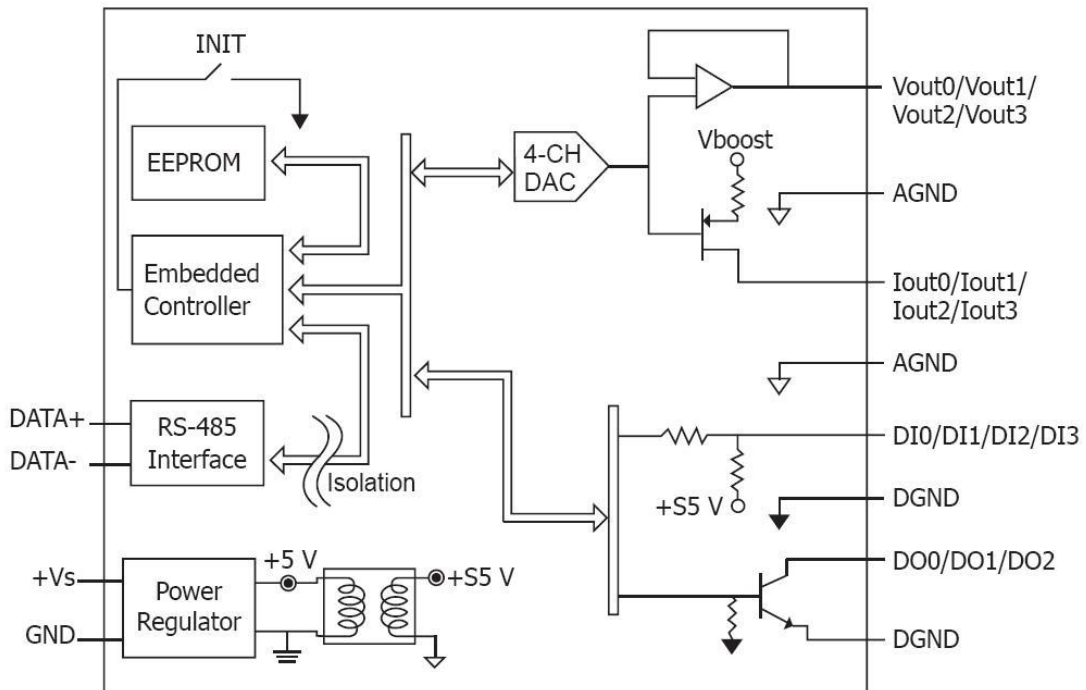 INIT
EEPROM
Embedded
Controller
DATA+
DATA-
RS-485
Interface
Isolation
+Vs
GND
Power
Regulator
+5 V
+S5 V
4-CH
DAC
Vboost
Vout0/Vout1/
Vout2/Vout3
AGND
Iout0/Iout1/
Iout2/Iout3
AGND
DI0/DI1/DI2/DI3
+S5 V
DGND
DO0/DO1/DO2
DGND